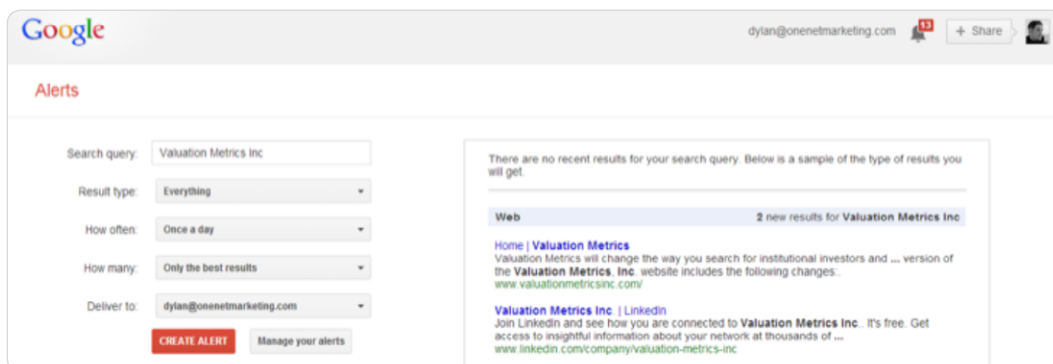 Google
dylan@onenetmarketing.com 13 + Share
Alerts
Search query: Valuation Metrics Inc
Result type: Everything
How often: Once a day
How many: Only the best results
Deliver to: dylan@onenetmarketing.com
CREATE ALERT Manage your alerts
There are no recent results for your search query. Below is a sample of the type of results you
will get.
Web 2 new results for Valuation Metrics Inc
Home | Valuation Metrics
Valuation Metrics will change the way you search for institutional investors and ... version of
the Valuation Metrics, Inc. website includes the following changes:.
www.valuationmetricsinc.com/
Valuation Metrics Inc. | LinkedIn
Join LinkedIn and see how you are connected to Valuation Metrics Inc.. It's free. Get
access to insightful information about your network at thousands of ...
www.linkedin.com/company/valuation-metrics-inc